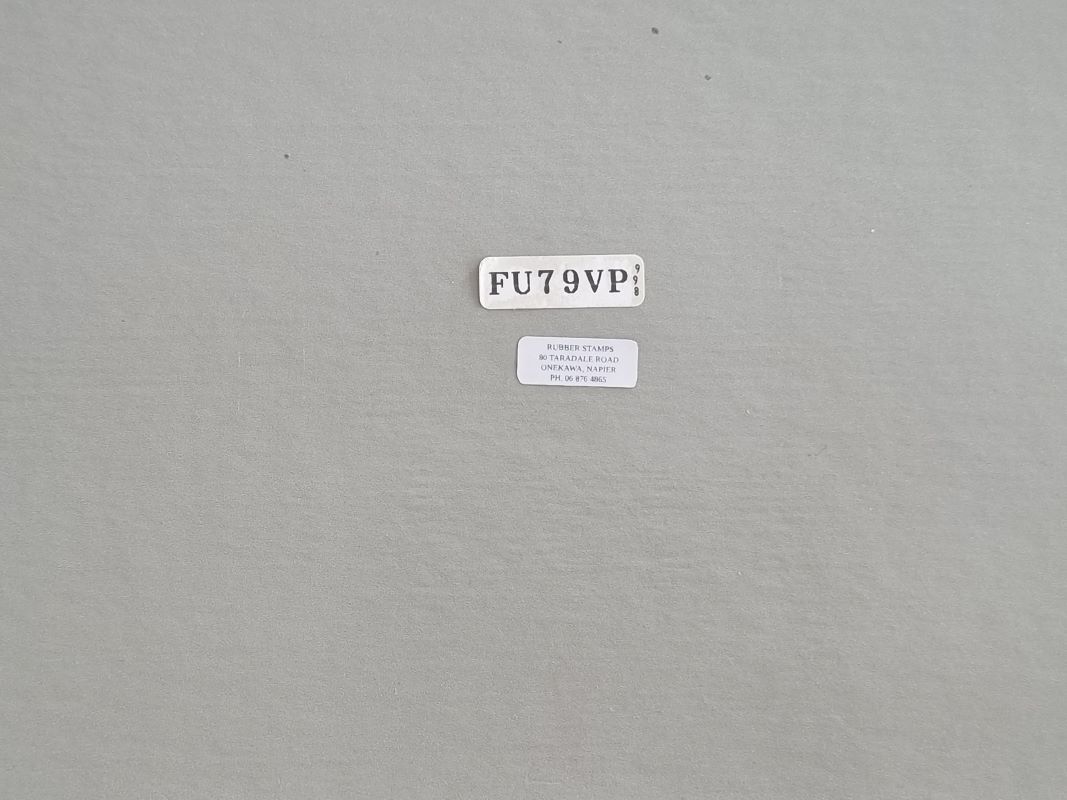 FU79VP 998
RUBBER STAMPS
80 TARADALE ROAD
ONEKAWA, NAPIER
PH. 06 876 4865